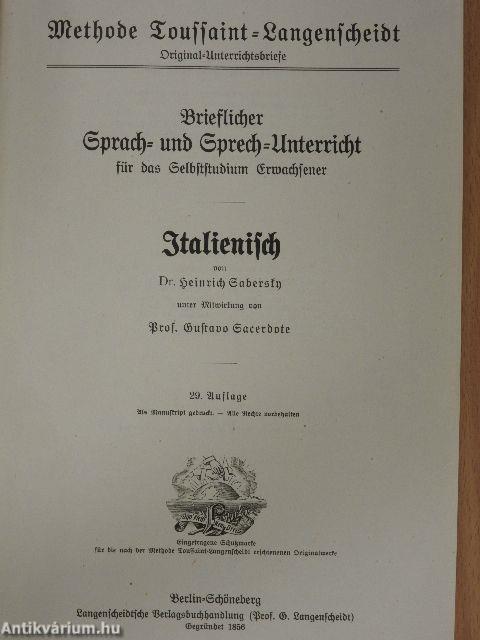 Methode Toussaint-Langenscheidt
Original-Unterrichtsbriefe
Brieflicher
Sprach- und Sprech-Unterricht
für das Selbststudium Erwachsener
Italienisch
von
Dr. Heinrich Sabersky
unter Mitwirkung von
Prof. Gustavo Sacerdote
29. Auflage
Als Manuskript gedruckt. — Alle Rechte vorbehalten
Eingetragene Schutzmarke
für die nach der Methode Toussaint-Langenscheidt erschienenen Originalwerke
Berlin-Schöneberg
Langenscheidtsche Verlagsbuchhandlung (Prof. G. Langenscheidt)
Gegründet 1856
Antikvárium.hu